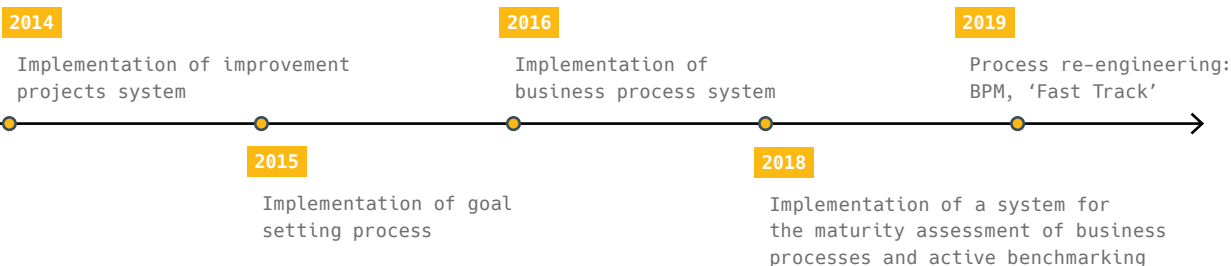 2014
Implementation of improvement
projects system
2015
Implementation of goal
setting process
2016
Implementation of
business process system
2018
Implementation of a system for
the maturity assessment of business
processes and active benchmarking
2019
Process re-engineering:
BPM, ‘Fast Track’